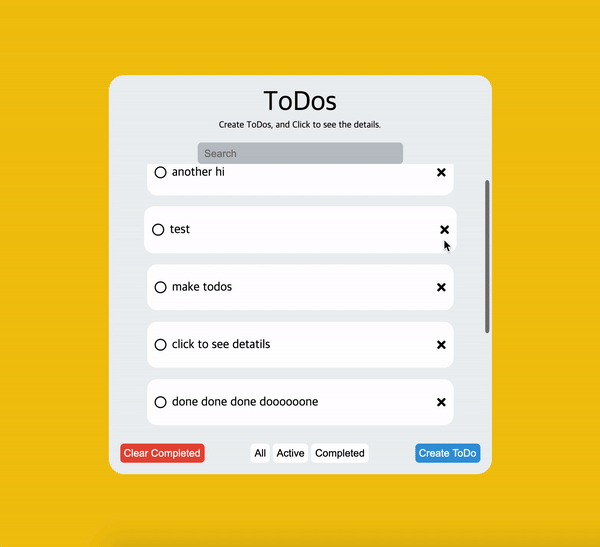 ToDos
Create ToDos, and Click to see the details.
Search
another hi
test
make todos
click to see detatils
done done done doooooone
Clear Completed
All Active Completed
Create ToDo